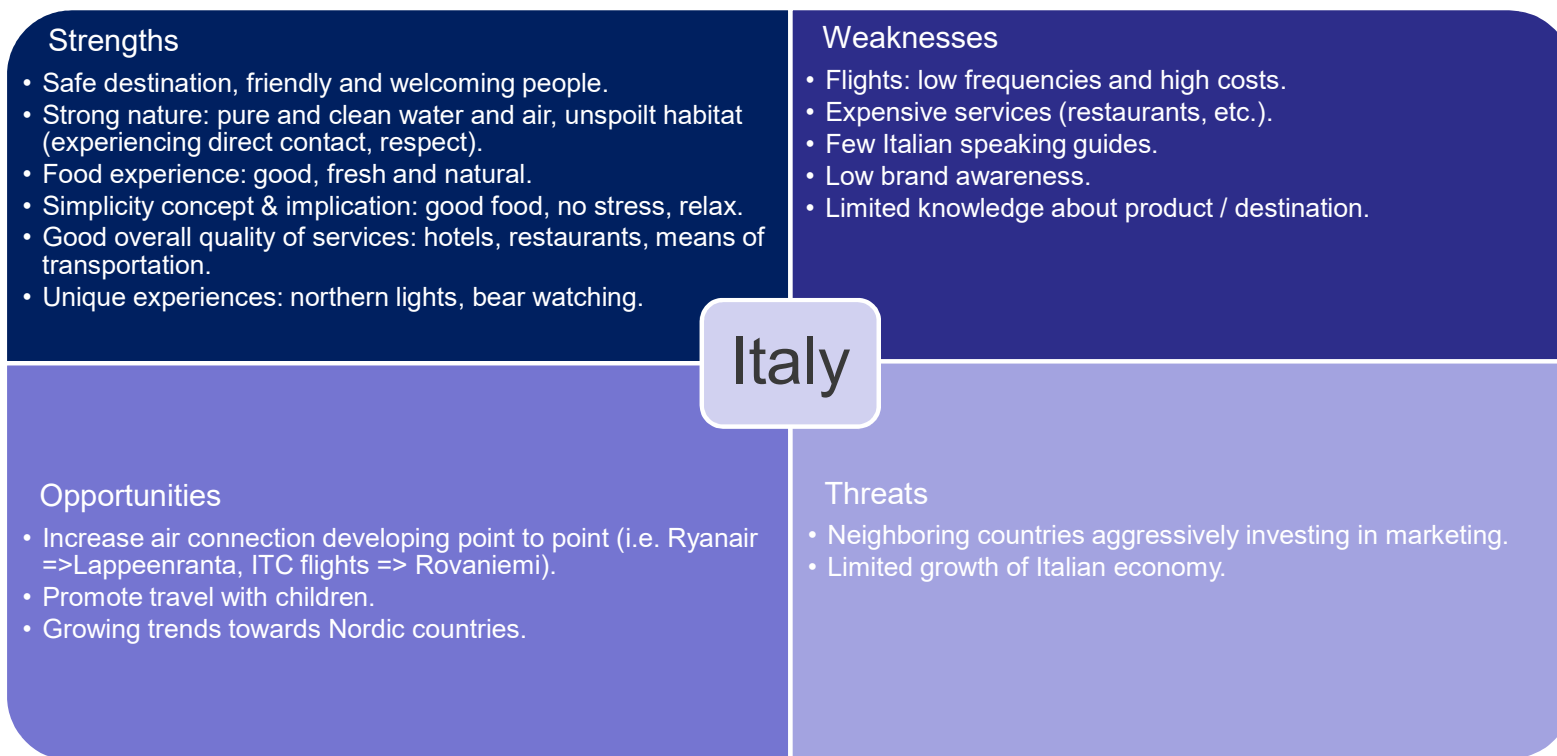 Strengths
• Safe destination, friendly and welcoming people.
• Strong nature: pure and clean water and air, unspoilt habitat
(experiencing direct contact, respect).
• Food experience: good, fresh and natural.
• Simplicity concept & implication: good food, no stress, relax.
• Good overall quality of services: hotels, restaurants, means of
transportation.
• Unique experiences: northern lights, bear watching.
Weaknesses
• Flights: low frequencies and high costs.
• Expensive services (restaurants, etc.).
• Few Italian speaking guides.
• Low brand awareness.
• Limited knowledge about product / destination.
Italy
Opportunities
• Increase air connection developing point to point (i.e. Ryanair
=>Lappeenranta, ITC flights => Rovaniemi).
• Promote travel with children.
• Growing trends towards Nordic countries.
Threats
• Neighboring countries aggressively investing in marketing.
• Limited growth of Italian economy.